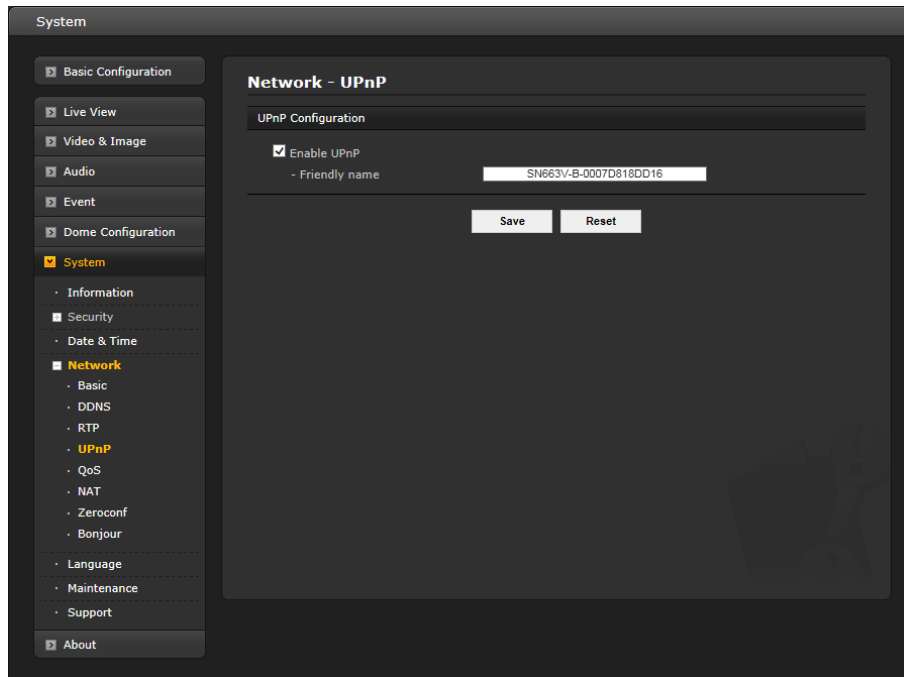 System
Basic Configuration
Live View
Video & Image
Audio
Event
Dome Configuration
System
· Information
Security
· Date & Time
Network
· Basic
· DDNS
· RTP
· UPnP
· QoS
· NAT
· Zeroconf
· Bonjour
· Language
· Maintenance
· Support
About
Network - UPnP
UPnP Configuration
Enable UPnP
- Friendly name SN663V-B-0007D818DD16
Save Reset